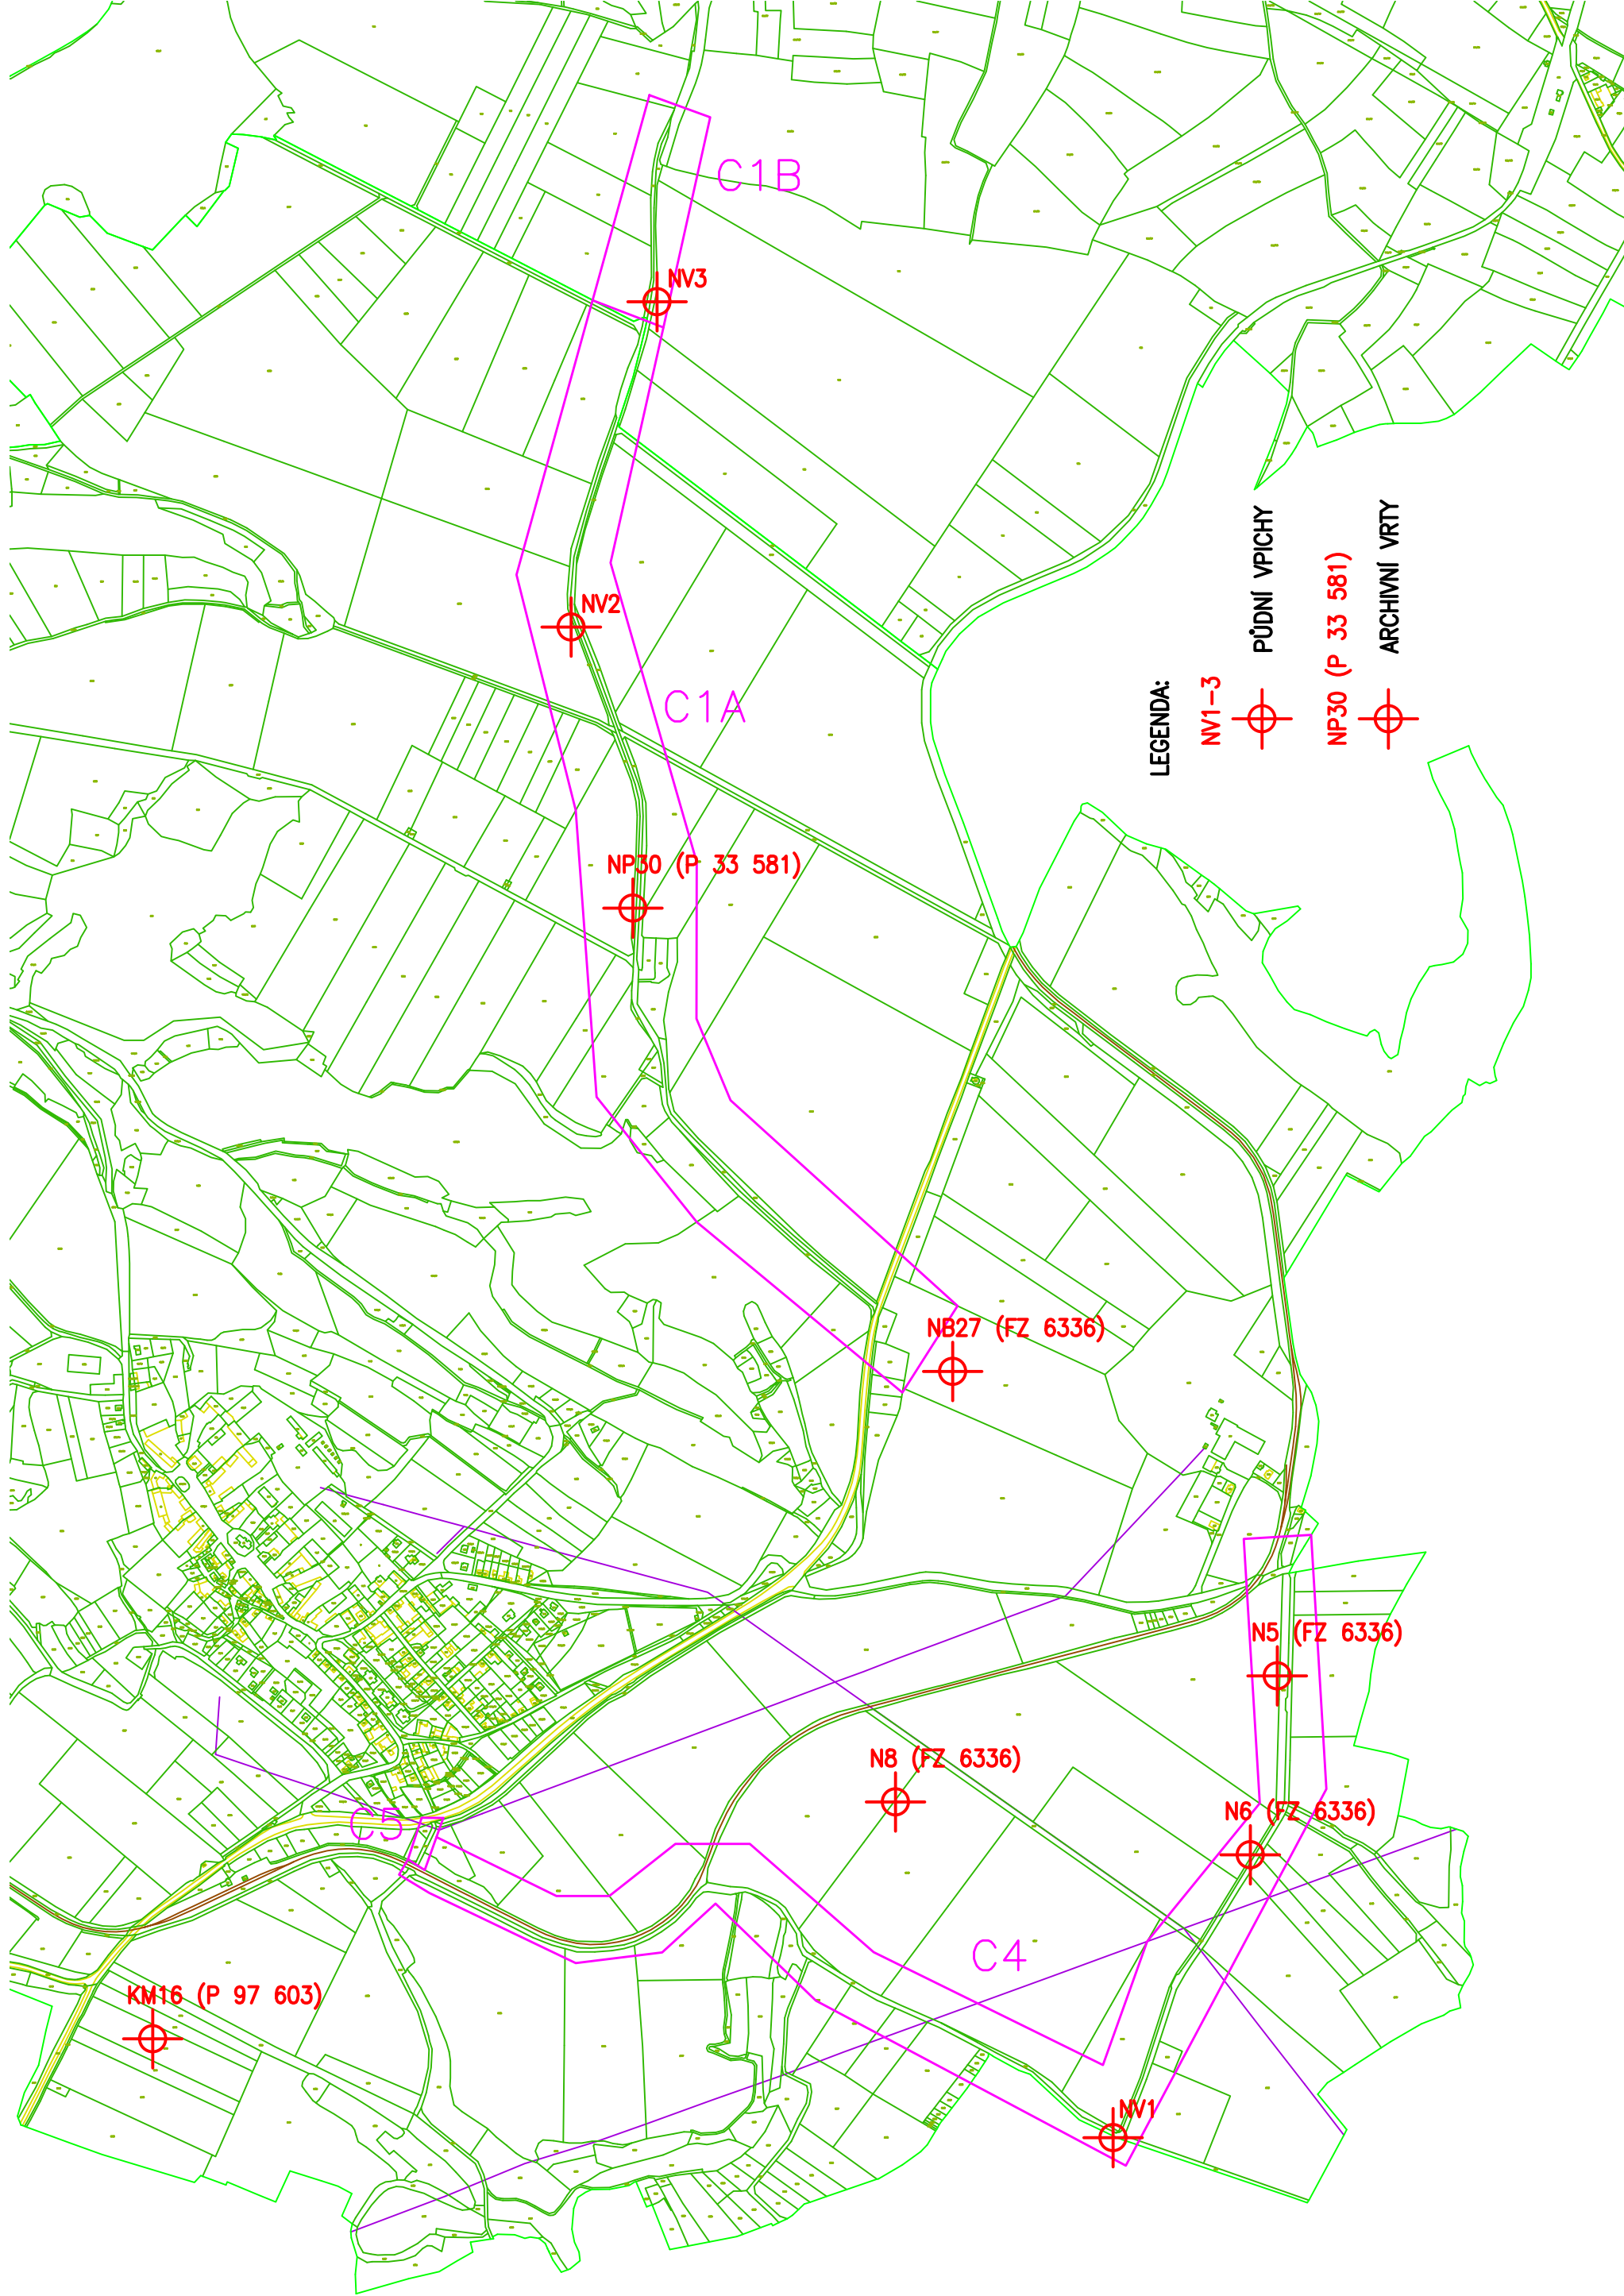 C1B
NV3
NV2
C1A
NP30 (P 33 581)
LEGENDA:
NV1-3
PŮDNÍ VPICHY
NP30 (P 33 581)
ARCHIVNÍ VRTY
NB27 (FZ 6336)
N5 (FZ 6336)
N8 (FZ 6336)
N6 (FZ 6336)
C5
C4
KM16 (P 97 603)
NV1